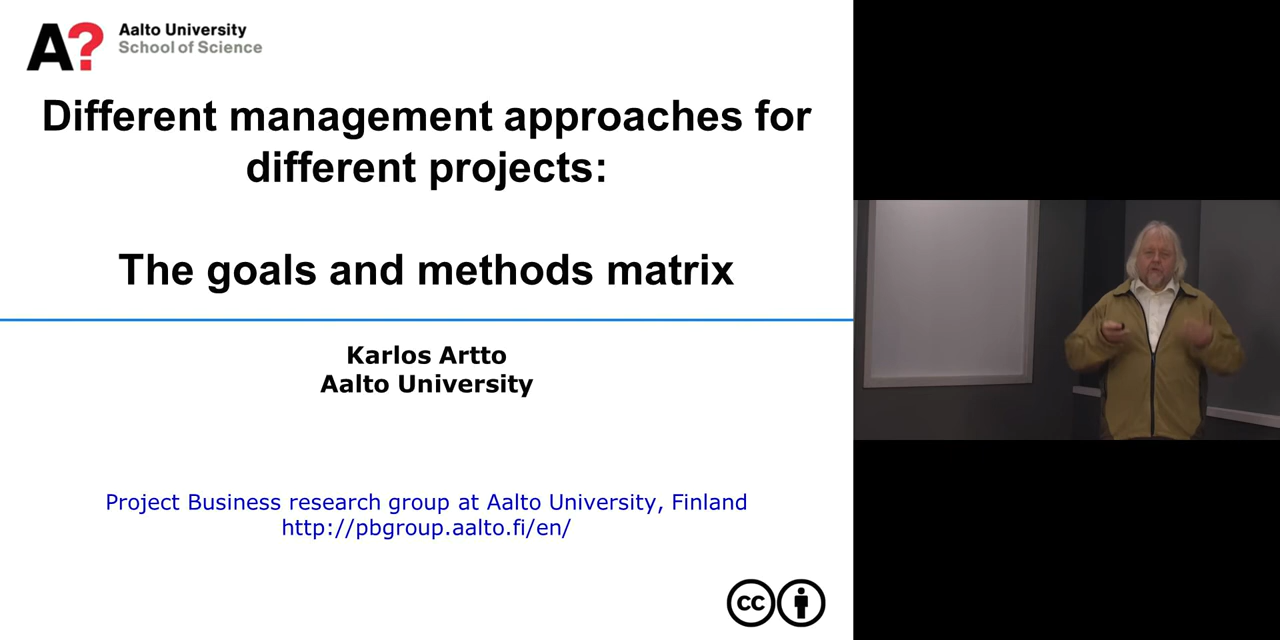 A?
Aalto University
School of Science
Different management approaches for
different projects:
The goals and methods matrix
Karlos Artto
Aalto University
Project Business research group at Aalto University, Finland
http://pbgroup.aalto.fi/en/
cc